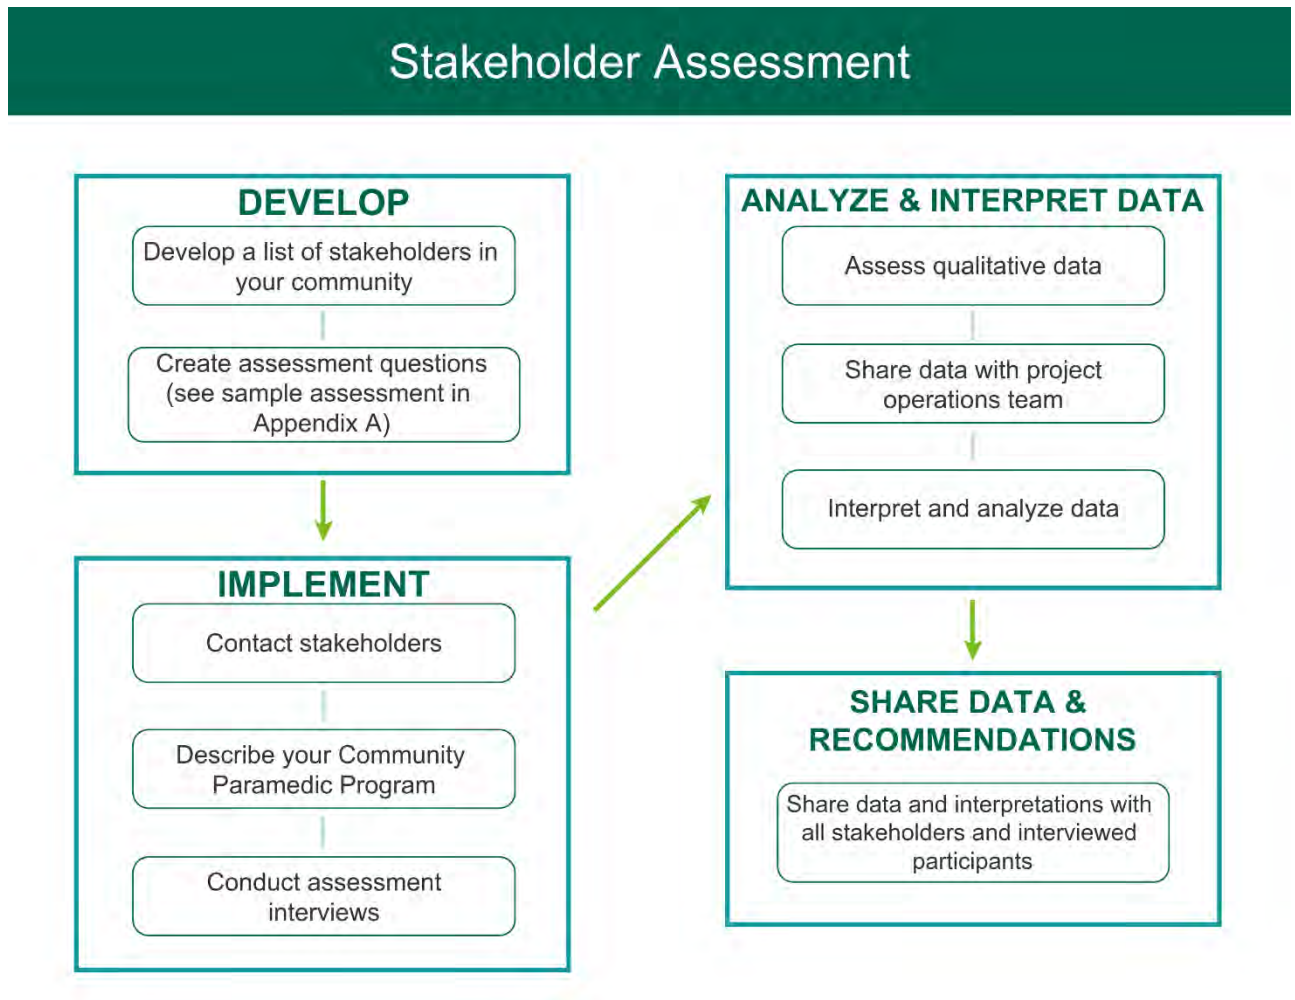 Stakeholder Assessment
DEVELOP
Develop a list of stakeholders in
your community
Create assessment questions
(see sample assessment in
Appendix A)
IMPLEMENT
Contact stakeholders
Describe your Community
Paramedic Program
Conduct assessment
interviews
ANALYZE & INTERPRET DATA
Assess qualitative data
Share data with project
operations team
Interpret and analyze data
SHARE DATA &
RECOMMENDATIONS
Share data and interpretations with
all stakeholders and interviewed
participants